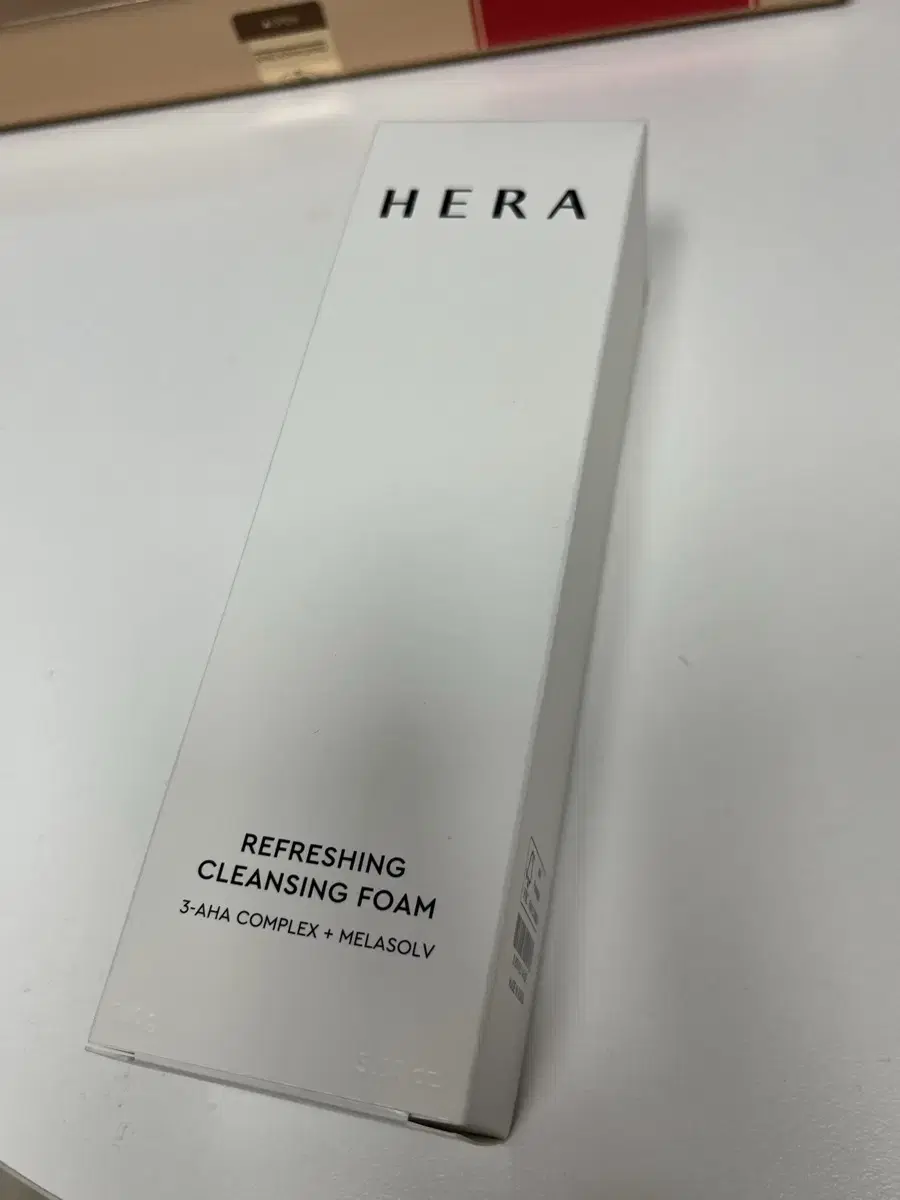 HERA
REFRESHING
CLEANSING FOAM
3-AHA COMPLEX + MELASOLV